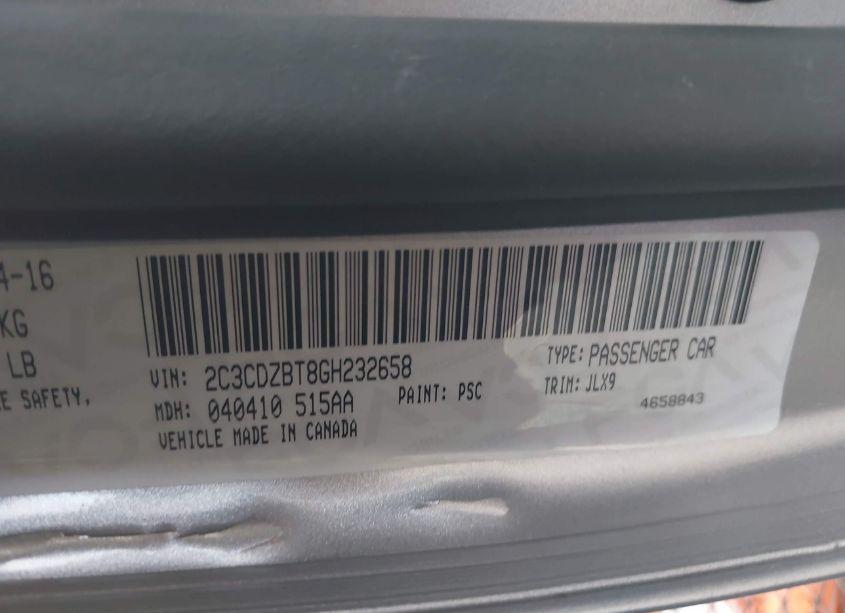 4-16
KG
LB
E SAFETY,
VIN: 2C3CDZBT8GH232658
TYPE: PASSENGER CAR
MDH: 040410 515AA
PAINT: PSC
TRIM: JLX9
VEHICLE MADE IN CANADA
4658843